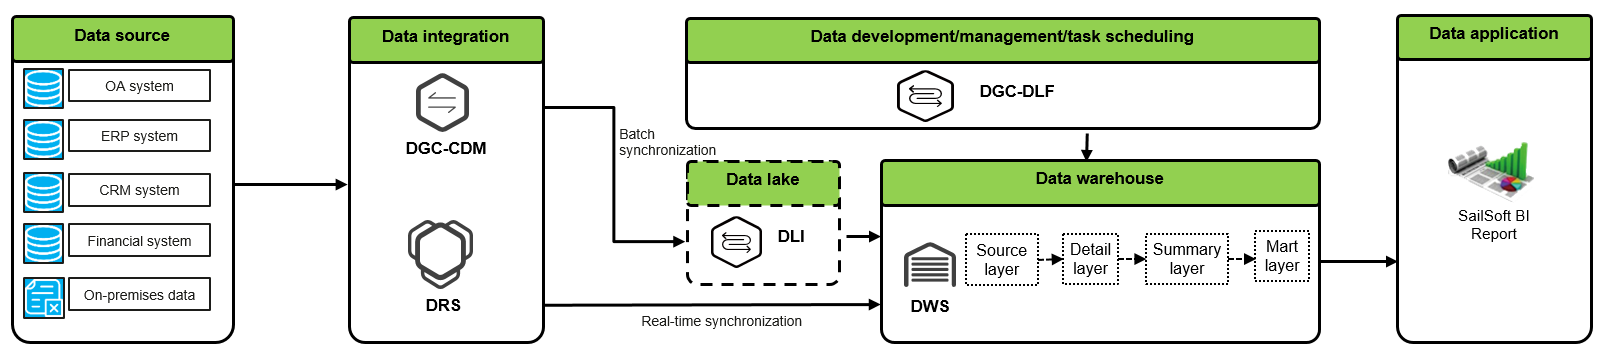 Data source
OA system
ERP system
CRM system
Financial system
On-premises data
Data integration
DGC-CDM
DRS
Batch
synchronization
Real-time synchronization
Data development/management/task scheduling
DGC-DLF
Data lake
DLI
Data warehouse
DWS
Source
layer
Detail
layer
Summary
layer
Mart
layer
Data application
SailSoft BI
Report